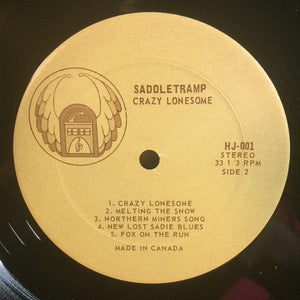 SADDLETRAMP
CRAZY LONESOME
HJ-001
STEREO
33 1 3 RPM
SIDE 2
1. CRAZY LONESOME
2. MELTING THE SNOW
3. NORTHERN MINERS SONG
4. NEW LOST SADIE BLUES
5. FOX ON THE RUN
MADE IN CANADA